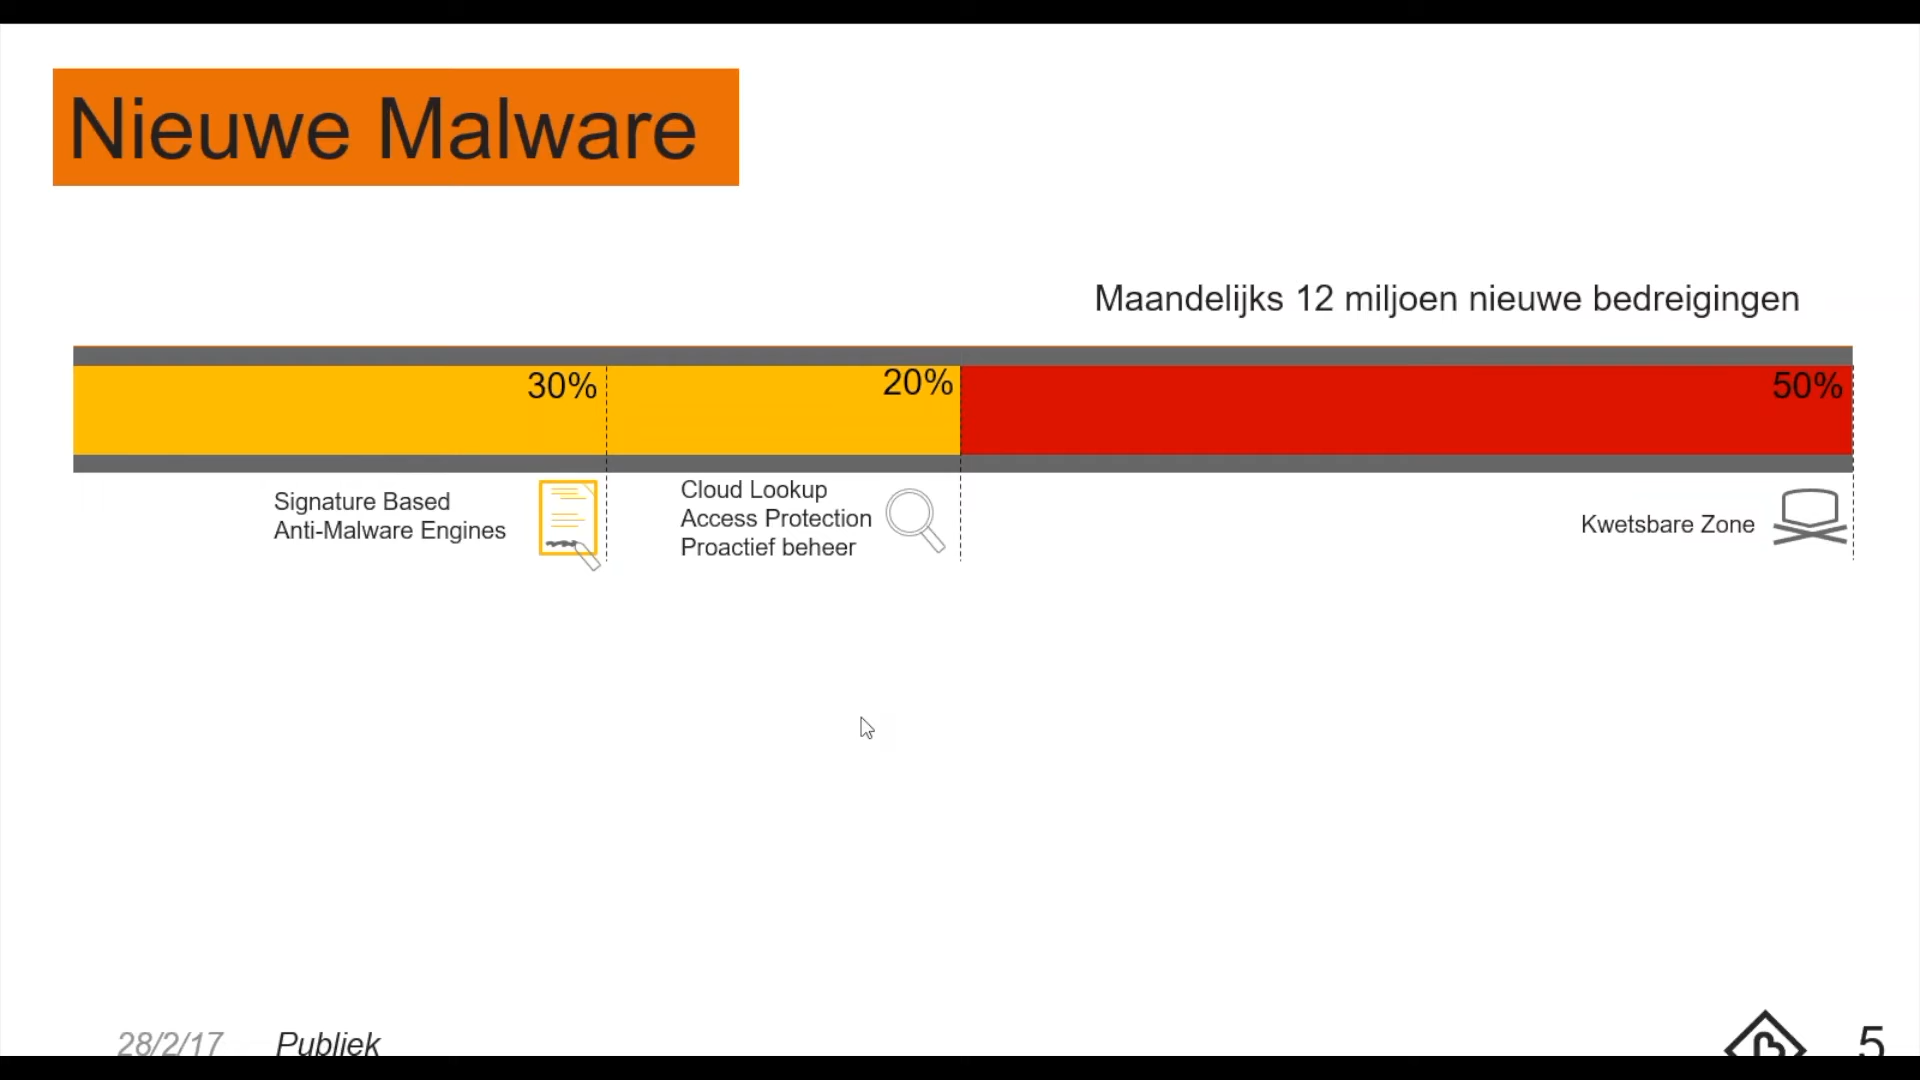 Nieuwe Malware
Maandelijks 12 miljoen nieuwe bedreigingen
30%
20%
50%
Signature Based
Anti-Malware Engines
Cloud Lookup
Access Protection
Proactief beheer
Kwetsbare Zone
28/2/17 Publiek
5